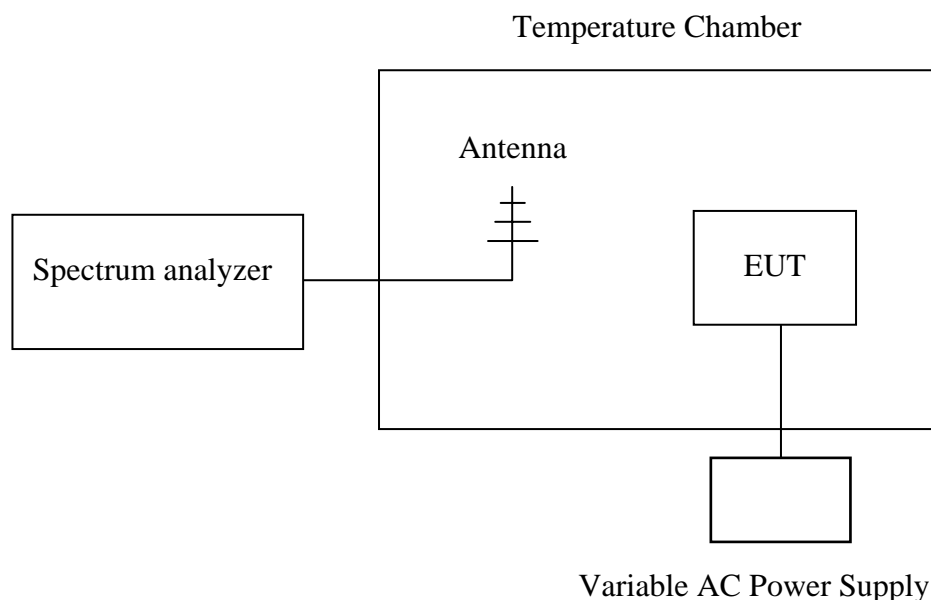 Temperature Chamber
Antenna
Spectrum analyzer
EUT
Variable AC Power Supply